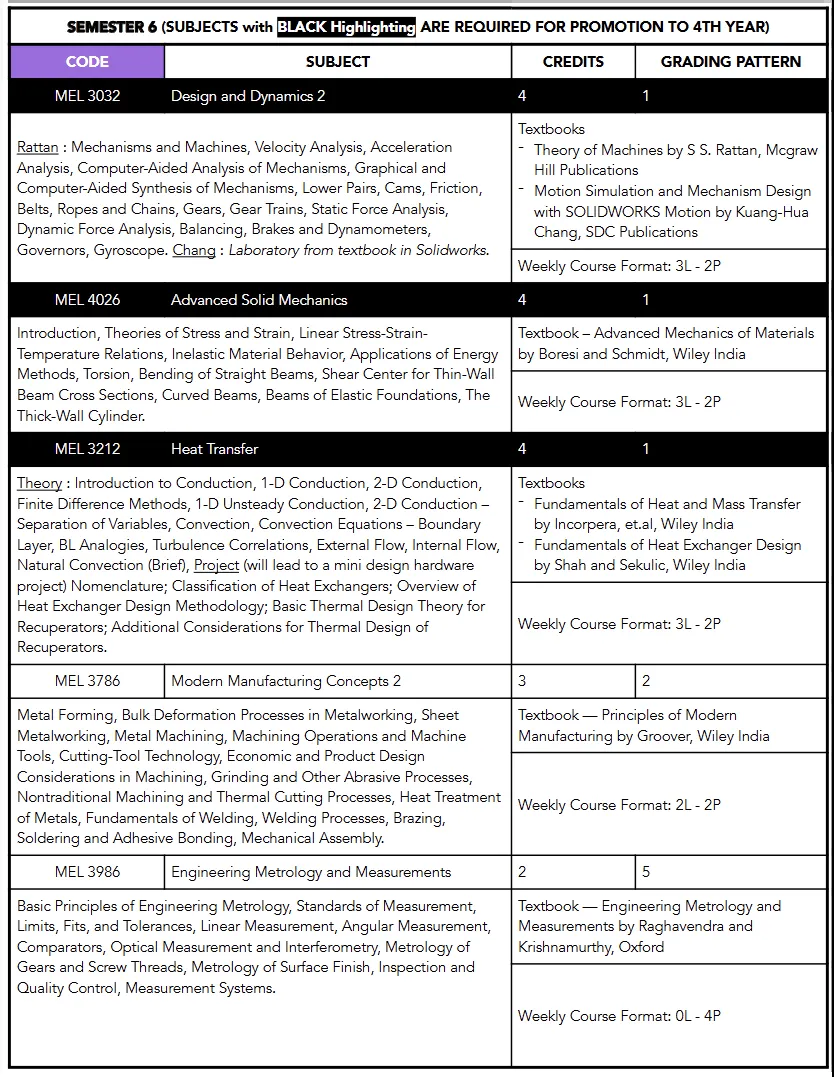 SEMESTER 6 (SUBJECTS with BLACK Highlighting ARE REQUIRED FOR PROMOTION TO 4TH YEAR)
CODE SUBJECT CREDITS GRADING PATTERN
MEL 3032 Design and Dynamics 2 4 1
Rattan : Mechanisms and Machines, Velocity Analysis, Acceleration
Analysis, Computer-Aided Analysis of Mechanisms, Graphical and
Computer-Aided Synthesis of Mechanisms, Lower Pairs, Cams, Friction,
Belts, Ropes and Chains, Gears, Gear Trains, Static Force Analysis,
Dynamic Force Analysis, Balancing, Brakes and Dynamometers,
Governors, Gyroscope. Chang : Laboratory from textbook in Solidworks.
Textbooks
- Theory of Machines by S S. Rattan, Mcgraw
Hill Publications
- Motion Simulation and Mechanism Design
with SOLIDWORKS Motion by Kuang-Hua
Chang, SDC Publications
Weekly Course Format: 3L - 2P
MEL 4026 Advanced Solid Mechanics 4 1
Introduction, Theories of Stress and Strain, Linear Stress-Strain-
Temperature Relations, Inelastic Material Behavior, Applications of Energy
Methods, Torsion, Bending of Straight Beams, Shear Center for Thin-Wall
Beam Cross Sections, Curved Beams, Beams of Elastic Foundations, The
Thick-Wall Cylinder.
Textbook – Advanced Mechanics of Materials
by Boresi and Schmidt, Wiley India
Weekly Course Format: 3L - 2P
MEL 3212 Heat Transfer 4 1
Theory : Introduction to Conduction, 1-D Conduction, 2-D Conduction,
Finite Difference Methods, 1-D Unsteady Conduction, 2-D Conduction –
Separation of Variables, Convection, Convection Equations – Boundary
Layer, BL Analogies, Turbulence Correlations, External Flow, Internal Flow,
Natural Convection (Brief), Project (will lead to a mini design hardware
project) Nomenclature; Classification of Heat Exchangers; Overview of
Heat Exchanger Design Methodology; Basic Thermal Design Theory for
Recuperators; Additional Considerations for Thermal Design of
Recuperators.
Textbooks
- Fundamentals of Heat and Mass Transfer
by Incorpera, et.al, Wiley India
- Fundamentals of Heat Exchanger Design
by Shah and Sekulic, Wiley India
Weekly Course Format: 3L - 2P
MEL 3786 Modern Manufacturing Concepts 2 3 2
Metal Forming, Bulk Deformation Processes in Metalworking, Sheet
Metalworking, Metal Machining, Machining Operations and Machine
Tools, Cutting-Tool Technology, Economic and Product Design
Considerations in Machining, Grinding and Other Abrasive Processes,
Nontraditional Machining and Thermal Cutting Processes, Heat Treatment
of Metals, Fundamentals of Welding, Welding Processes, Brazing,
Soldering and Adhesive Bonding, Mechanical Assembly.
Textbook — Principles of Modern
Manufacturing by Groover, Wiley India
Weekly Course Format: 2L - 2P
MEL 3986 Engineering Metrology and Measurements 2 5
Basic Principles of Engineering Metrology, Standards of Measurement,
Limits, Fits, and Tolerances, Linear Measurement, Angular Measurement,
Comparators, Optical Measurement and Interferometry, Metrology of
Gears and Screw Threads, Metrology of Surface Finish, Inspection and
Quality Control, Measurement Systems.
Textbook — Engineering Metrology and
Measurements by Raghavendra and
Krishnamurthy, Oxford
Weekly Course Format: 0L - 4P